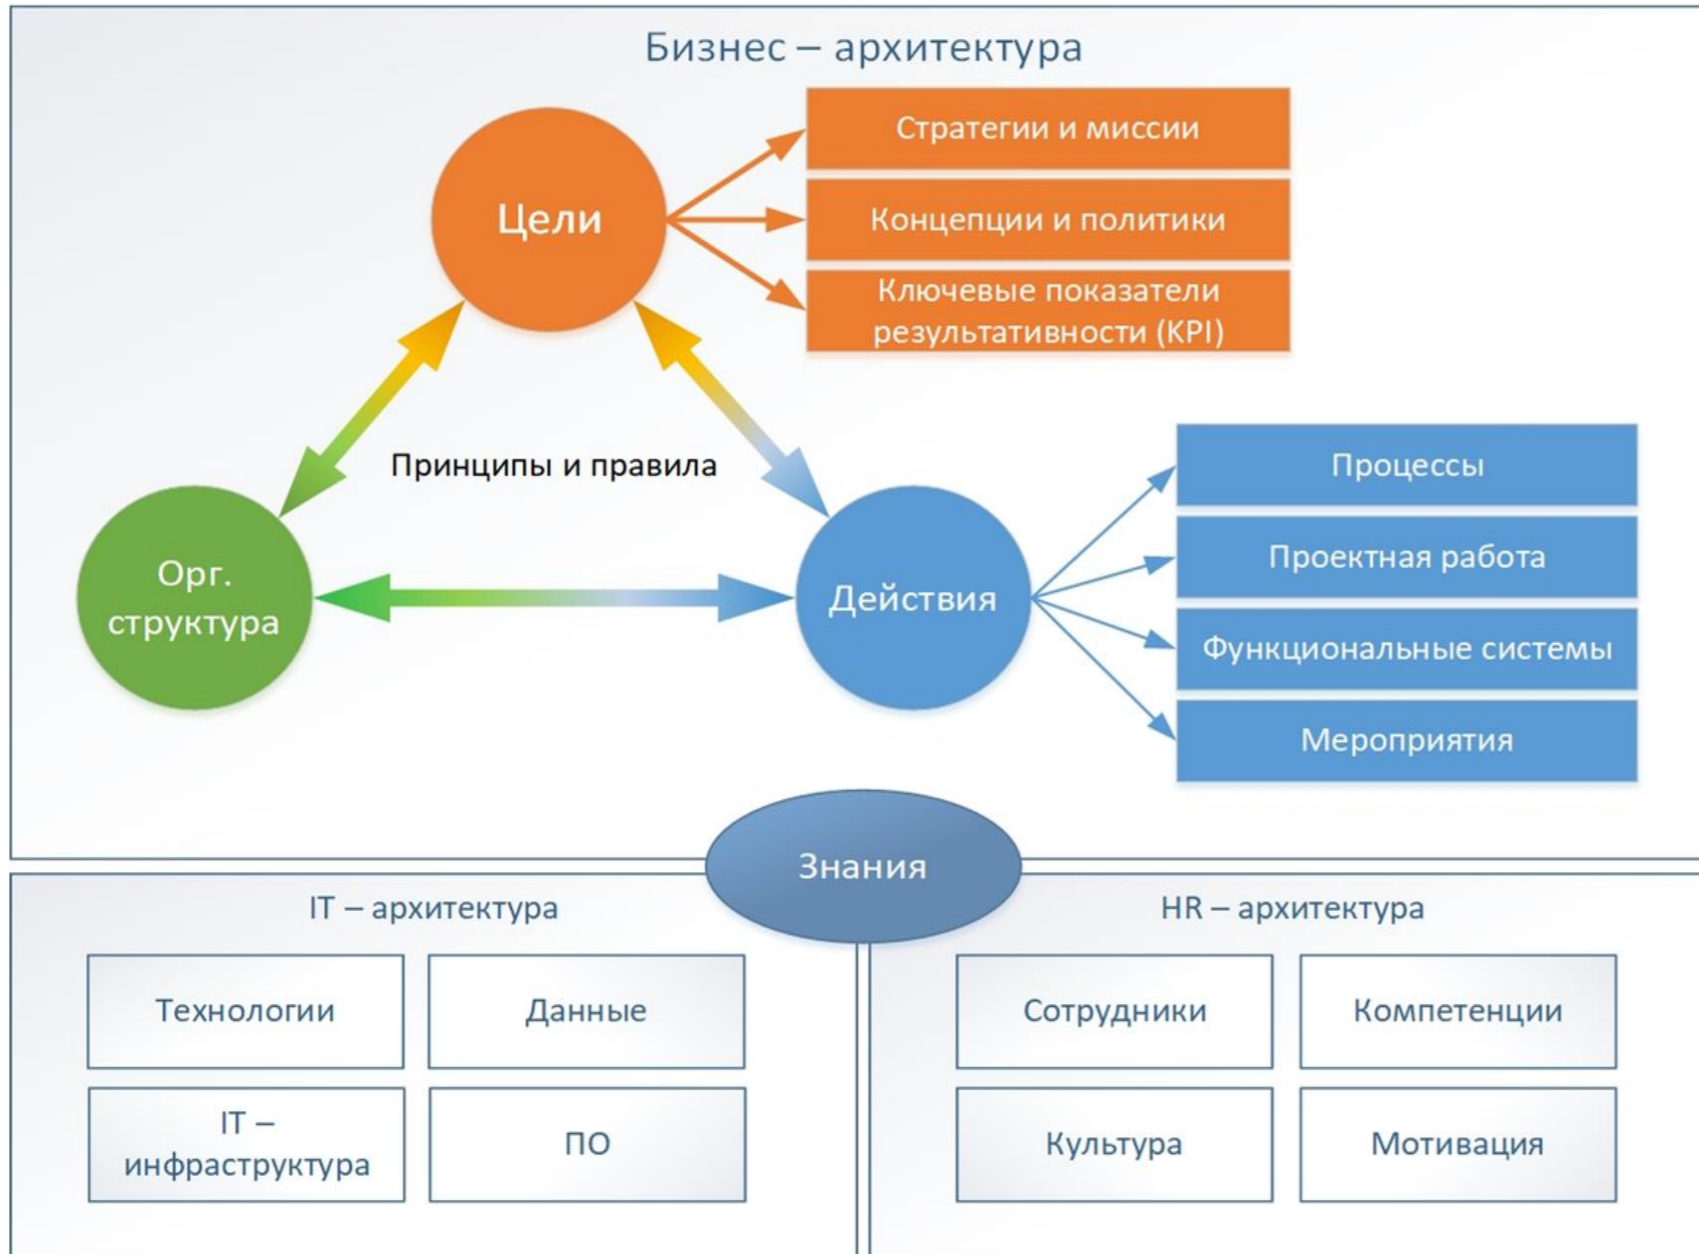 Бизнес – архитектура
Цели
Стратегии и миссии
Концепции и политики
Ключевые показатели
результативности (KPI)
Принципы и правила
Орг.
структура
Действия
Процессы
Проектная работа
Функциональные системы
Мероприятия
Знания
IT – архитектура
Технологии
Данные
IT –
инфраструктура
ПО
HR – архитектура
Сотрудники
Компетенции
Культура
Мотивация